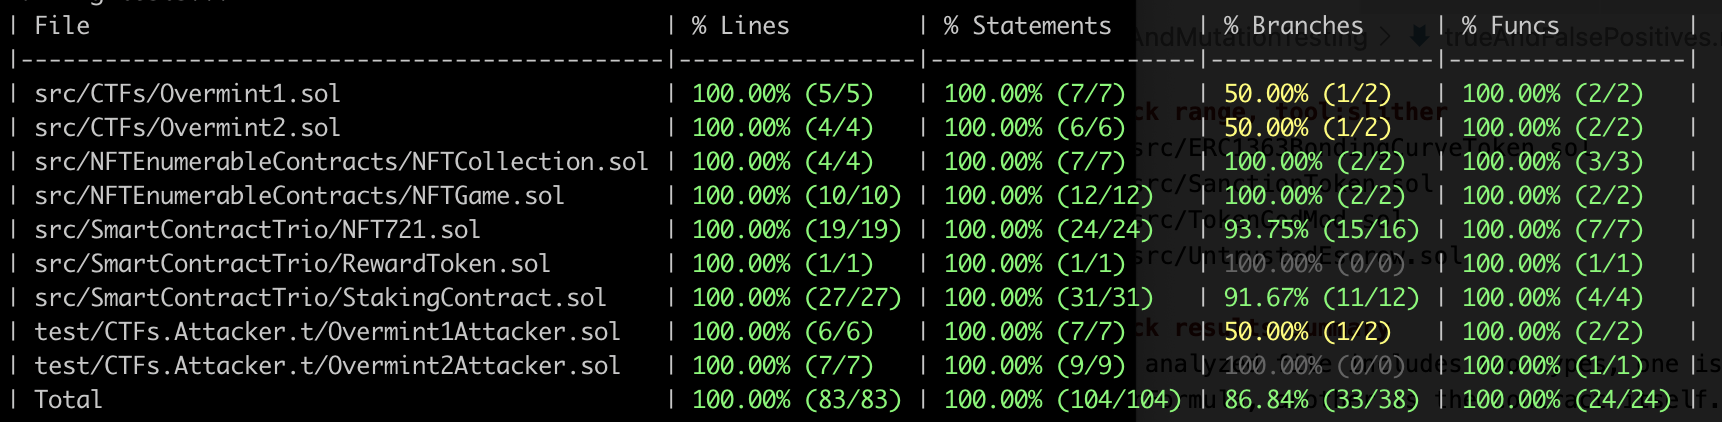 | File | % Lines | % Statements | % Branches | % Funcs |
|-----------------------------------------------|-----------------|--------------------|-----------------|-----------------|
| src/CTFs/Overmint1.sol | 100.00% (5/5) | 100.00% (7/7) | 50.00% (1/2) | 100.00% (2/2) |
| src/CTFs/Overmint2.sol | 100.00% (4/4) | 100.00% (6/6) | 50.00% (1/2) | 100.00% (2/2) |
| src/NFTEnumerableContracts/NFTCollection.sol | 100.00% (4/4) | 100.00% (7/7) | 100.00% (2/2) | 100.00% (3/3) |
| src/NFTEnumerableContracts/NFTGame.sol | 100.00% (10/10) | 100.00% (12/12) | 100.00% (2/2) | 100.00% (2/2) |
| src/SmartContractTrio/NFT721.sol | 100.00% (19/19) | 100.00% (24/24) | 93.75% (15/16) | 100.00% (7/7) |
| src/SmartContractTrio/RewardToken.sol | 100.00% (1/1) | 100.00% (1/1) | 100.00% (0/0) | 100.00% (1/1) |
| src/SmartContractTrio/StakingContract.sol | 100.00% (27/27) | 100.00% (31/31) | 91.67% (11/12) | 100.00% (4/4) |
| test/CTFs.Attacker.t/Overmint1Attacker.sol | 100.00% (6/6) | 100.00% (7/7) | 50.00% (1/2) | 100.00% (2/2) |
| test/CTFs.Attacker.t/Overmint2Attacker.sol | 100.00% (7/7) | 100.00% (9/9) | 100.00% (0/0) | 100.00% (1/1) |
| Total | 100.00% (83/83) | 100.00% (104/104) | 86.84% (33/38) | 100.00% (24/24) |